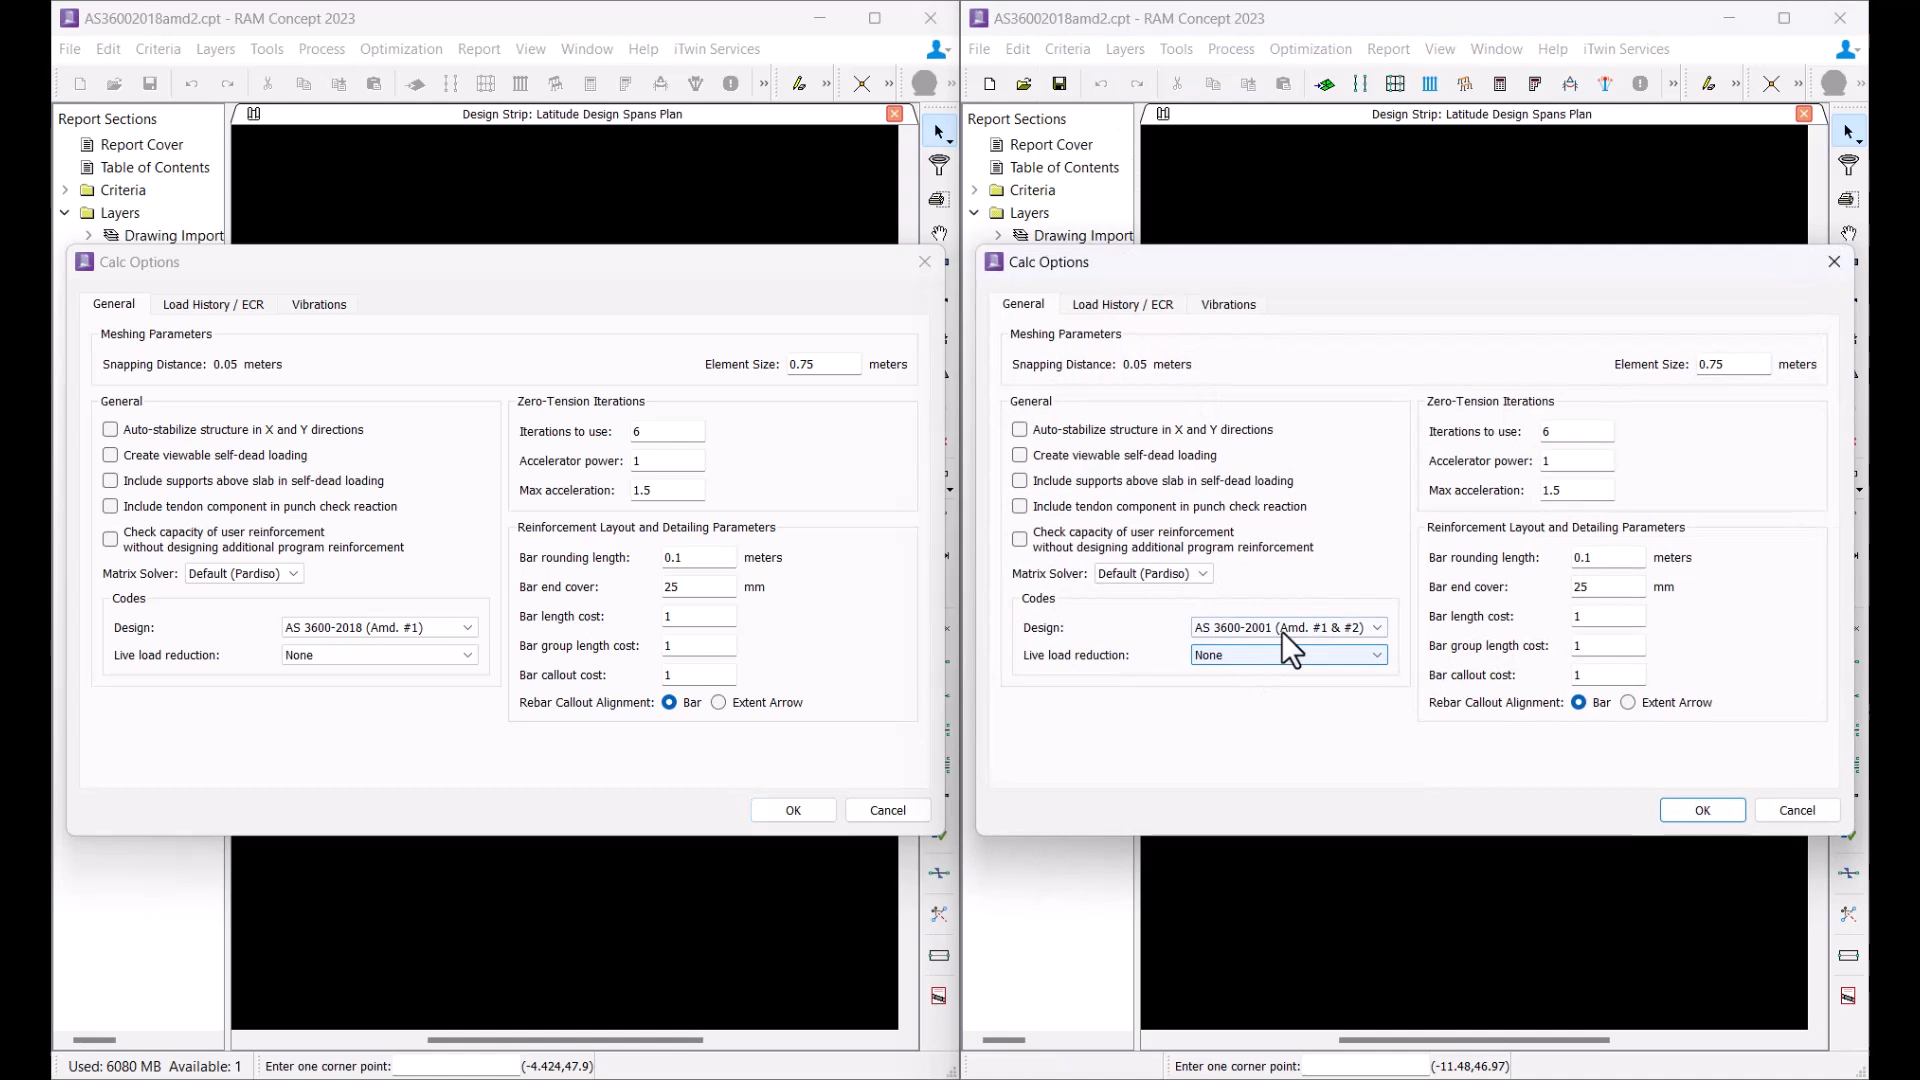 AS36002018amd2.cpt - RAM Concept 2023
File Edit Criteria Layers Tools Process Optimization Report View Window Help iTwin Services
Report Sections
Report Cover
Table of Contents
Criteria
Layers
Drawing Import
Design Strip: Latitude Design Spans Plan
Calc Options
General Load History / ECR Vibrations
Meshing Parameters
Snapping Distance: 0.05 meters Element Size: 0.75 meters
General
Auto-stabilize structure in X and Y directions
Create viewable self-dead loading
Include supports above slab in self-dead loading
Include tendon component in punch check reaction
Check capacity of user reinforcement
without designing additional program reinforcement
Matrix Solver: Default (Pardiso)
Codes
Design: AS 3600-2018 (Amd. #1)
Live load reduction: None
Zero-Tension Iterations
Iterations to use: 6
Accelerator power: 1
Max acceleration: 1.5
Reinforcement Layout and Detailing Parameters
Bar rounding length: 0.1 meters
Bar end cover: 25 mm
Bar length cost: 1
Bar group length cost: 1
Bar callout cost: 1
Rebar Callout Alignment: Bar Extent Arrow
OK Cancel
Used: 6080 MB Available: 1 Enter one corner point: (-4.424,47.9)
AS36002018amd2.cpt - RAM Concept 2023
File Edit Criteria Layers Tools Process Optimization Report View Window Help iTwin Services
Report Sections
Report Cover
Table of Contents
Criteria
Layers
Drawing Import
Design Strip: Latitude Design Spans Plan
Calc Options
General Load History / ECR Vibrations
Meshing Parameters
Snapping Distance: 0.05 meters Element Size: 0.75 meters
General
Auto-stabilize structure in X and Y directions
Create viewable self-dead loading
Include supports above slab in self-dead loading
Include tendon component in punch check reaction
Check capacity of user reinforcement
without designing additional program reinforcement
Matrix Solver: Default (Pardiso)
Codes
Design: AS 3600-2001 (Amd. #1 & #2)
Live load reduction: None
Zero-Tension Iterations
Iterations to use: 6
Accelerator power: 1
Max acceleration: 1.5
Reinforcement Layout and Detailing Parameters
Bar rounding length: 0.1 meters
Bar end cover: 25 mm
Bar length cost: 1
Bar group length cost: 1
Bar callout cost: 1
Rebar Callout Alignment: Bar Extent Arrow
OK Cancel
Enter one corner point: (-11.48,46.97)